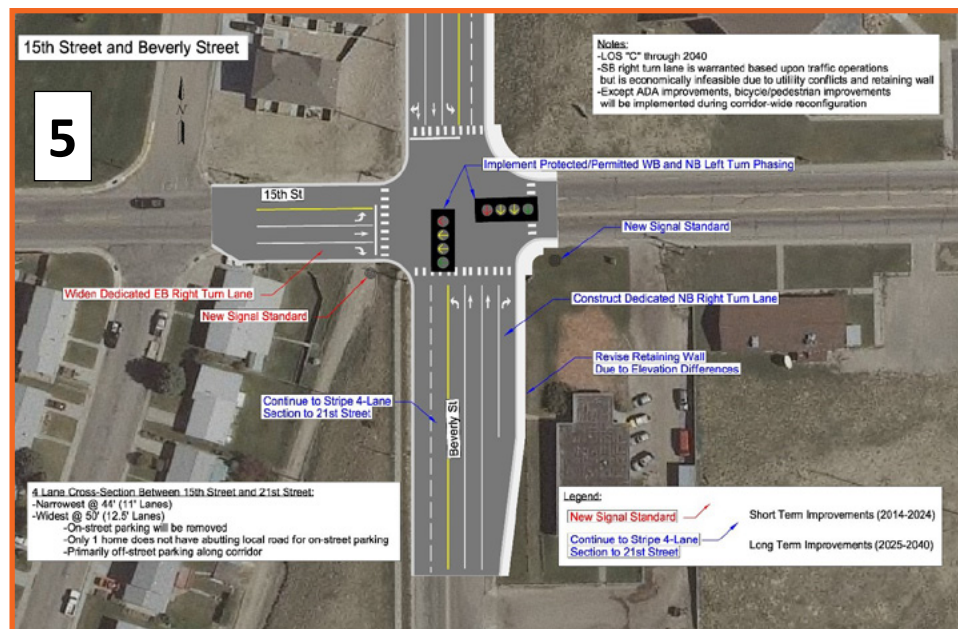 15th Street and Beverly Street
5
N
Notes:
-LOS "C" through 2040
-SB right turn lane is warranted based upon traffic operations
but is economically infeasible due to utillity conflicts and retaining wall
-Except ADA improvements, bicycle/pedestrian improvements
will be implemented during corridor-wide reconfiguration
Implement Protected/Permitted WB and NB Left Turn Phasing
15th St
New Signal Standard
Widen Dedicated EB Right Turn Lane
New Signal Standard
Construct Dedicated NB Right Turn Lane
Revise Retaining Wall
Due to Elevation Differences
Continue to Stripe 4-Lane
Section to 21st Street
Beverly St
4 Lane Cross-Section Between 15th Street and 21st Street:
-Narrowest @ 44' (11' Lanes)
-Widest @ 50' (12.5' Lanes)
-On-street parking will be removed
-Only 1 home does not have abutting local road for on-street parking
-Primarily off-street parking along corridor
Legend:
New Signal Standard
Short Term Improvements (2014-2024)
Continue to Stripe 4-Lane
Section to 21st Street
Long Term Improvements (2025-2040)